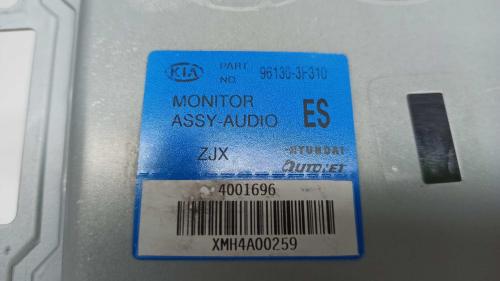 KIA PART NO. 96130-3F310
MONITOR
ASSY-AUDIO ES
ZJX HYUNDAI
AUTONET
4001696
XMH4A00259